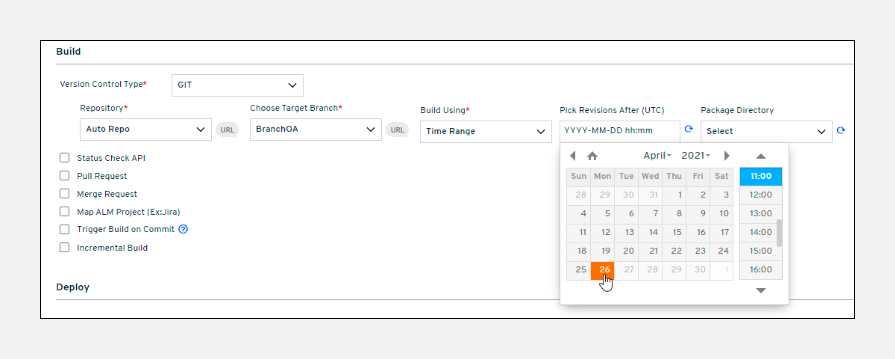 Build
Version Control Type* GIT
Repository* Choose Target Branch* Build Using* Pick Revisions After (UTC) Package Directory
Auto Repo URL BranchOA URL Time Range YYYY-MM-DD hh:mm Select
Status Check API
Pull Request
Merge Request
Map ALM Project (Ex:Jira)
Trigger Build on Commit ?
Incremental Build
April 2021
Sun Mon Tue Wed Thu Fri Sat 11:00
28 29 30 31 1 2 3 12:00
4 5 6 7 8 9 10 13:00
11 12 13 14 15 16 17 14:00
18 19 20 21 22 23 24 15:00
25 26 27 28 29 30 1 16:00
Deploy